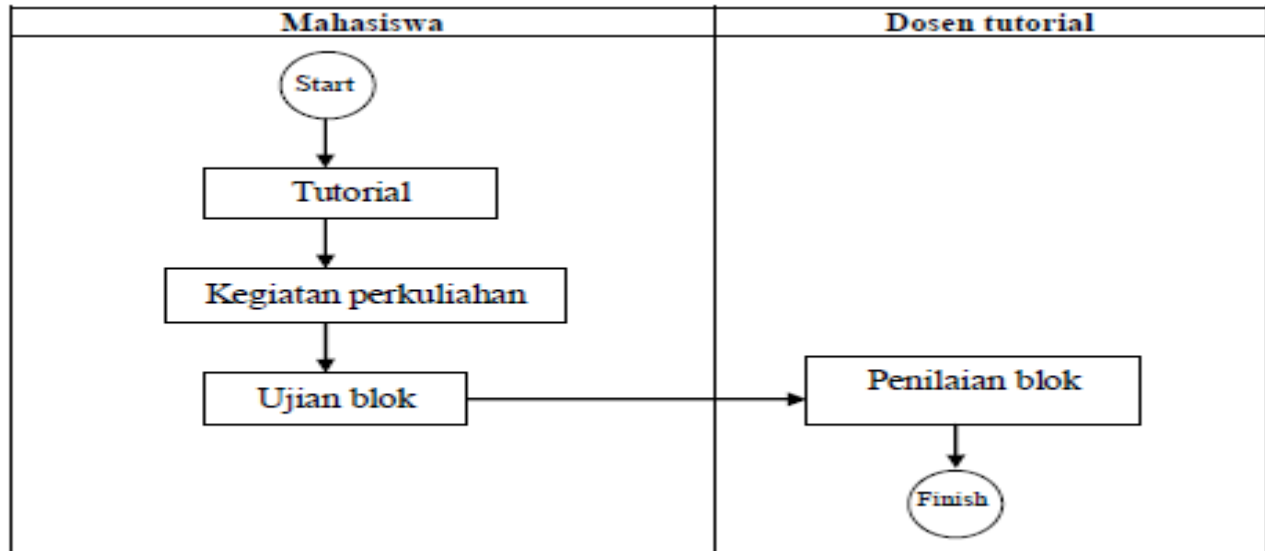 Mahasiswa
Dosen tutorial
Start
Tutorial
Kegiatan perkuliahan
Ujian blok
Penilaian blok
Finish